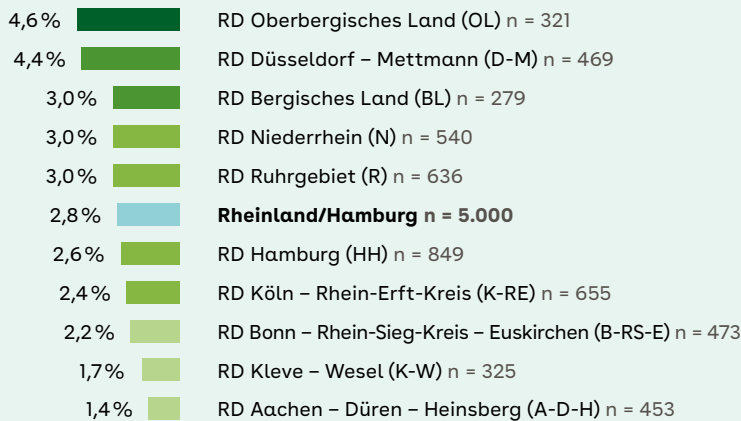 4,6 % RD Oberbergisches Land (OL) n = 321
4,4 % RD Düsseldorf – Mettmann (D-M) n = 469
3,0 % RD Bergisches Land (BL) n = 279
3,0 % RD Niederrhein (N) n = 540
3,0 % RD Ruhrgebiet (R) n = 636
2,8 % Rheinland/Hamburg n = 5.000
2,6 % RD Hamburg (HH) n = 849
2,4 % RD Köln – Rhein-Erft-Kreis (K-RE) n = 655
2,2 % RD Bonn – Rhein-Sieg-Kreis – Euskirchen (B-RS-E) n = 473
1,7 % RD Kleve – Wesel (K-W) n = 325
1,4 % RD Aachen – Düren – Heinsberg (A-D-H) n = 453